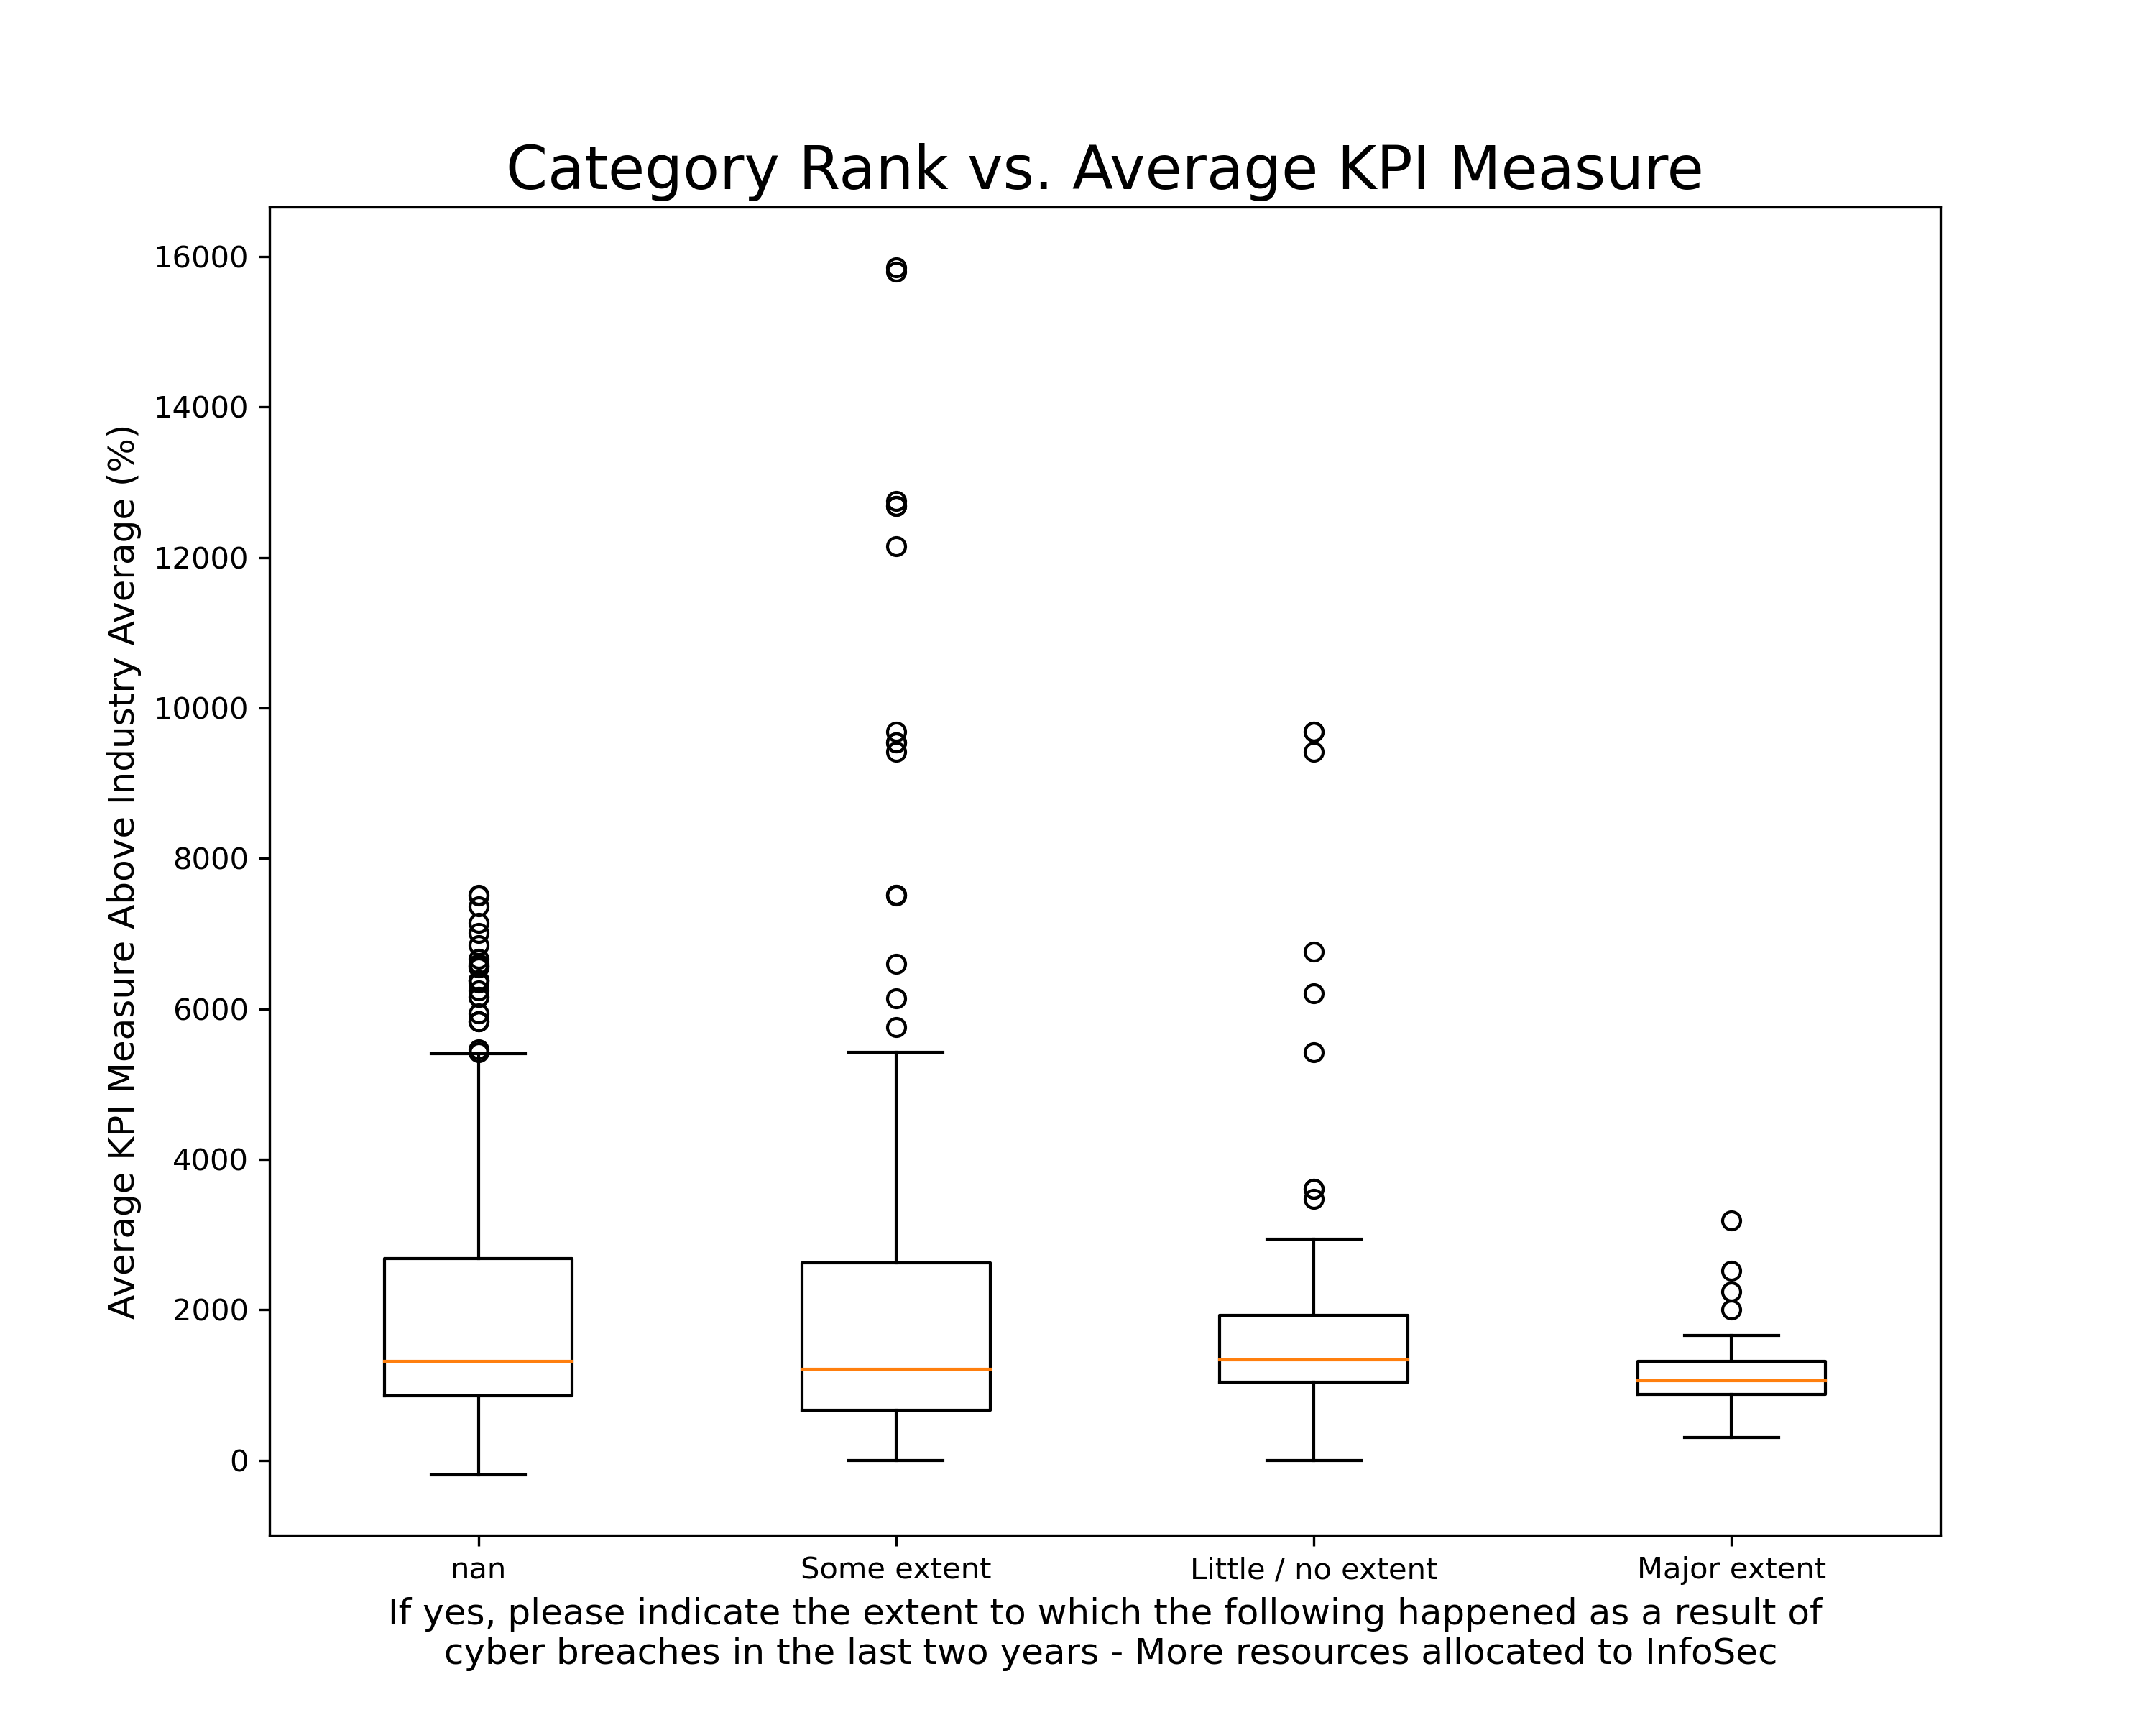 Category Rank vs. Average KPI Measure
Average KPI Measure Above Industry Average (%)
16000
14000
12000
10000
8000
6000
4000
2000
0
nan
Some extent
Little / no extent
Major extent
If yes, please indicate the extent to which the following happened as a result of
cyber breaches in the last two years - More resources allocated to InfoSec